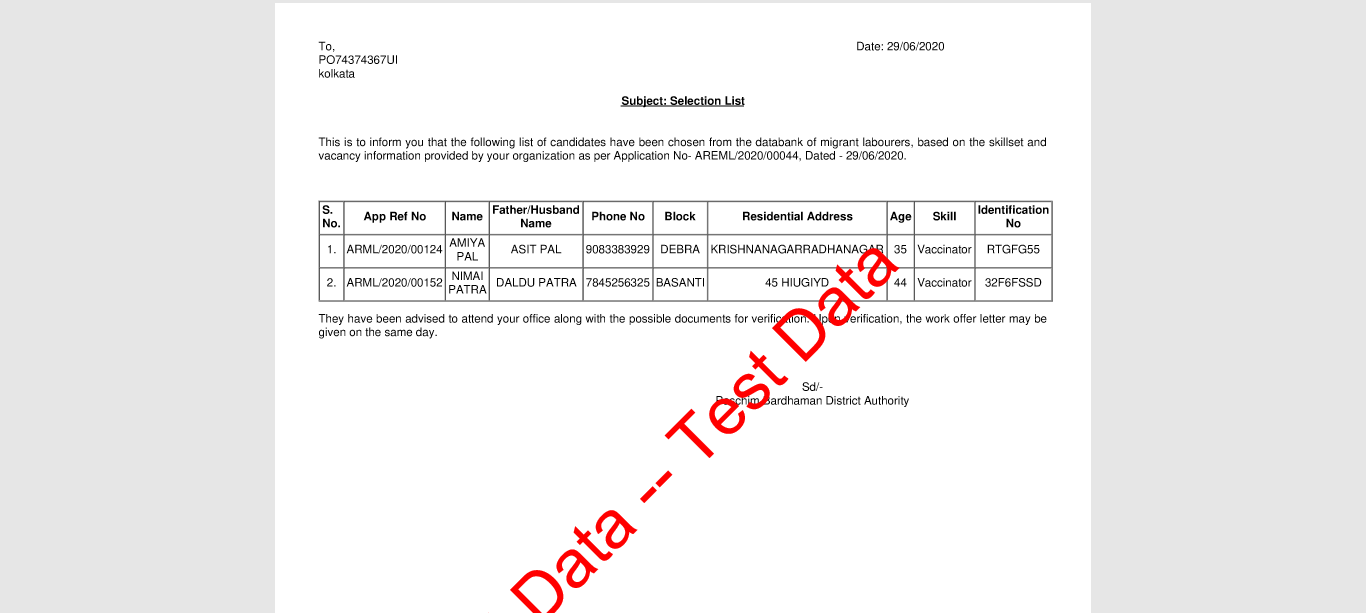 To,
Date: 29/06/2020
PO74374367UI
kolkata
Subject: Selection List
This is to inform you that the following list of candidates have been chosen from the databank of migrant labourers, based on the skillset and
vacancy information provided by your organization as per Application No- AREML/2020/00044, Dated - 29/06/2020.
S. No. App Ref No Name Father/Husband Name Phone No Block Residential Address Age Skill Identification No
1. ARML/2020/00124 AMIYA PAL ASIT PAL 9083383929 DEBRA KRISHNANAGARRADHANAGAR 35 Vaccinator RTGFG55
2. ARML/2020/00152 NIMAI PATRA DALDU PATRA 7845256325 BASANTI 45 HIUGIYD 44 Vaccinator 32F6FSSD
They have been advised to attend your office along with the possible documents for verification. Upon verification, the work offer letter may be
given on the same day.
Sd/-
Paschim Bardhaman District Authority
Data -- Test Data